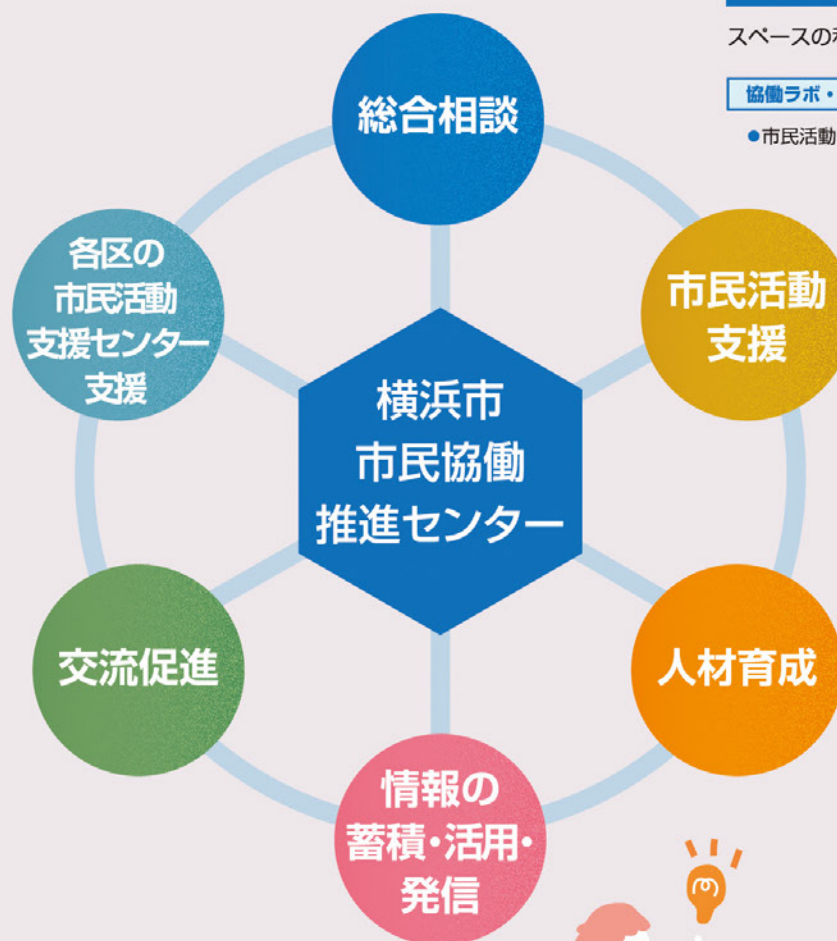 スペースの
協働ラボ・
●市民活動
総合相談
各区の
市民活動
支援センター
支援
市民活動
支援
横浜市
市民協働
推進センター
交流促進
人材育成
情報の
蓄積・活用・
発信